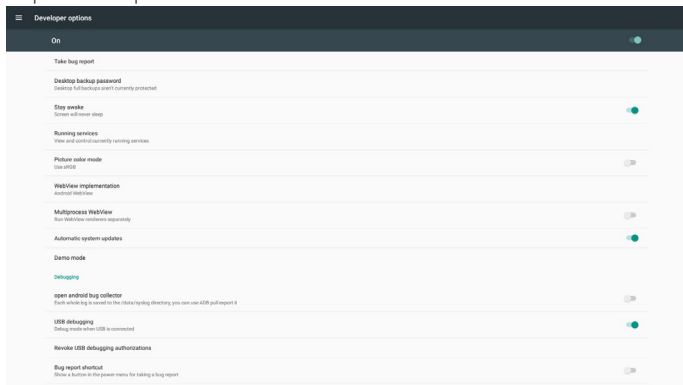 Developer options
On
Take bug report
Desktop backup password
Desktop full backups aren't currently protected
Stay awake
Screen will never sleep
Running services
View and control currently running services
Picture color mode
Use sRGB
WebView implementation
Android WebView
Multiprocess WebView
Run WebView renderers separately
Automatic system updates
Demo mode
Debugging
open android bug collector
Each whole log is saved to the /data/syslog directory, you can use ADB pull export it
USB debugging
Debug mode when USB is connected
Revoke USB debugging authorizations
Bug report shortcut
Show a button in the power menu for taking a bug report